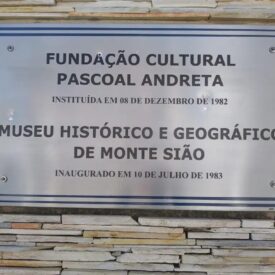 FUNDAÇÃO CULTURAL
PASCOAL ANDRETA
INSTITUÍDA EM 08 DE DEZEMBRO DE 1982
MUSEU HISTÓRICO E GEOGRÁFICO
DE MONTE SIÃO
INAUGURADO EM 10 DE JULHO DE 1983